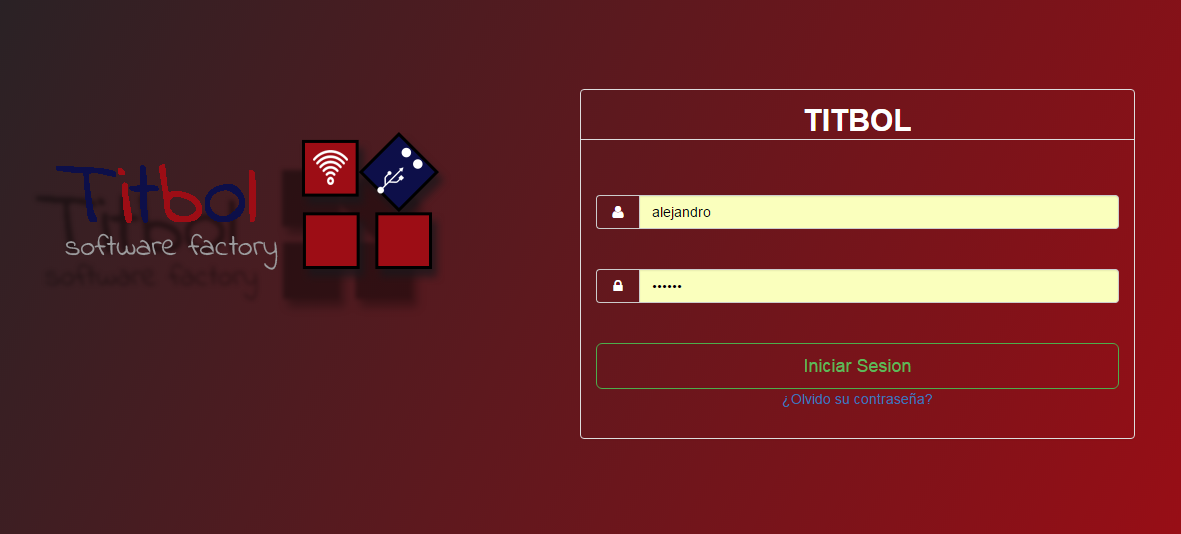 Titbol
software factory
TITBOL
alejandro
••••••
Iniciar Sesion
¿Olvido su contraseña?